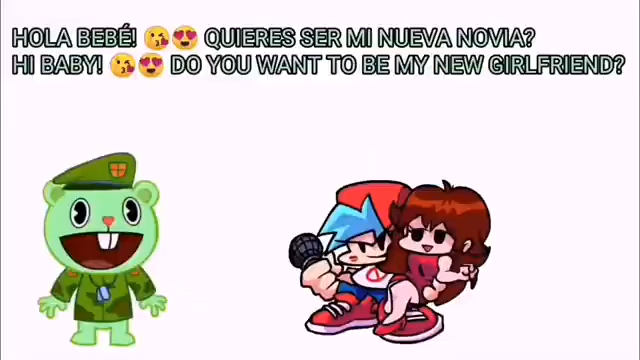 HOLA BEBÉ! 😘😍 QUIERES SER MI NUEVA NOVIA?
HI BABY! 😘😍 DO YOU WANT TO BE MY NEW GIRLFRIEND?